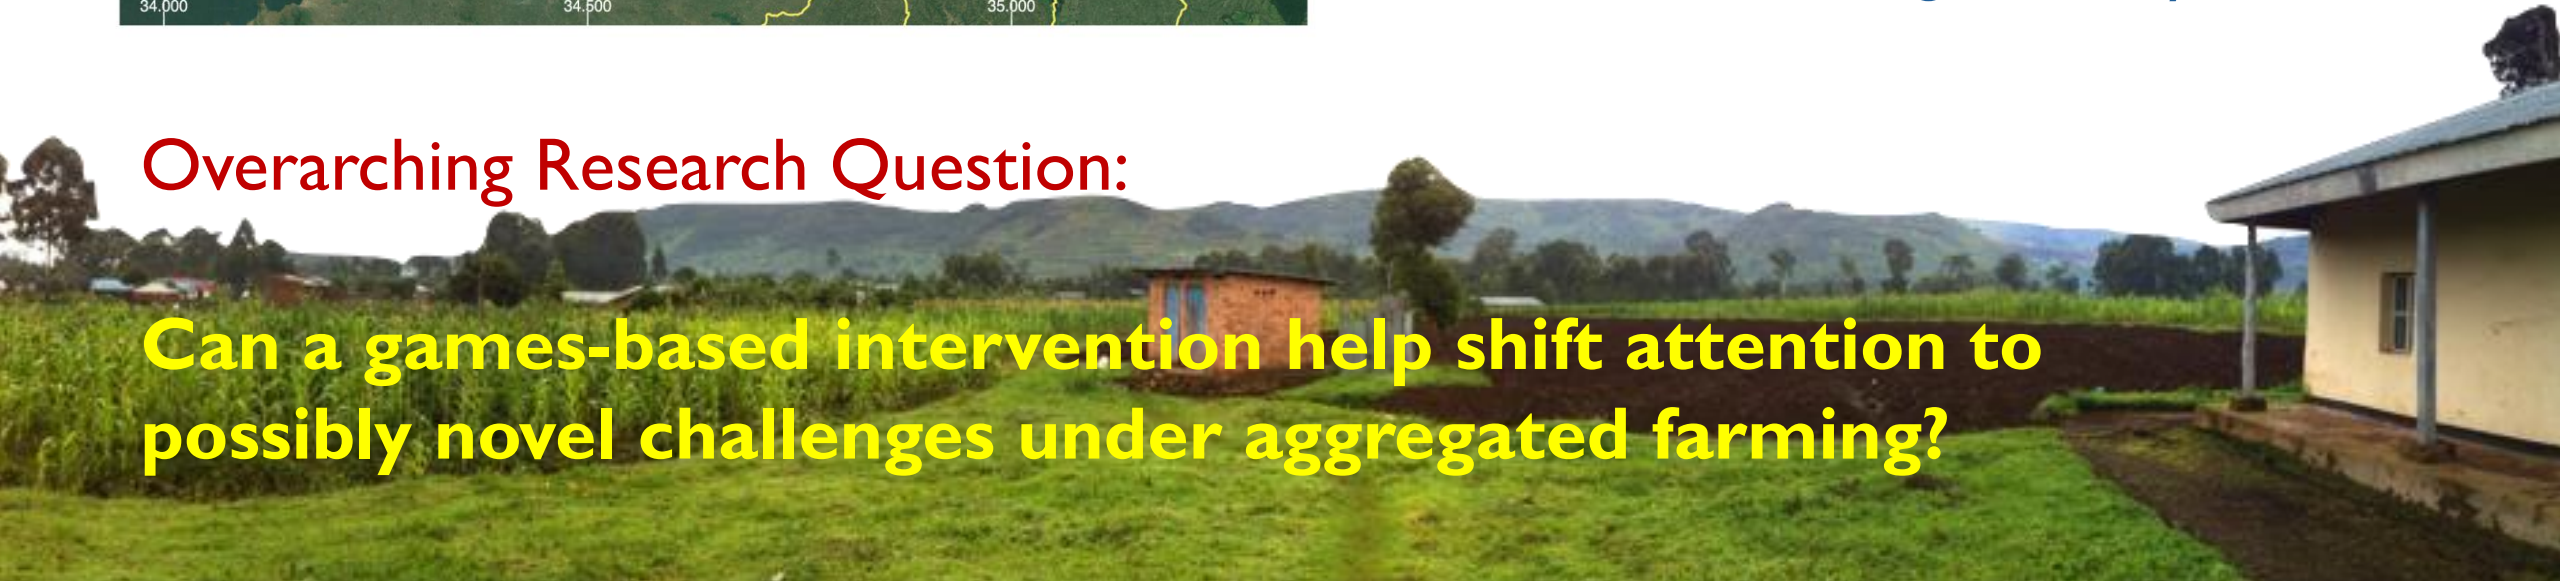 34.000 34.500 35.000
Overarching Research Question:
Can a games-based intervention help shift attention to
possibly novel challenges under aggregated farming?